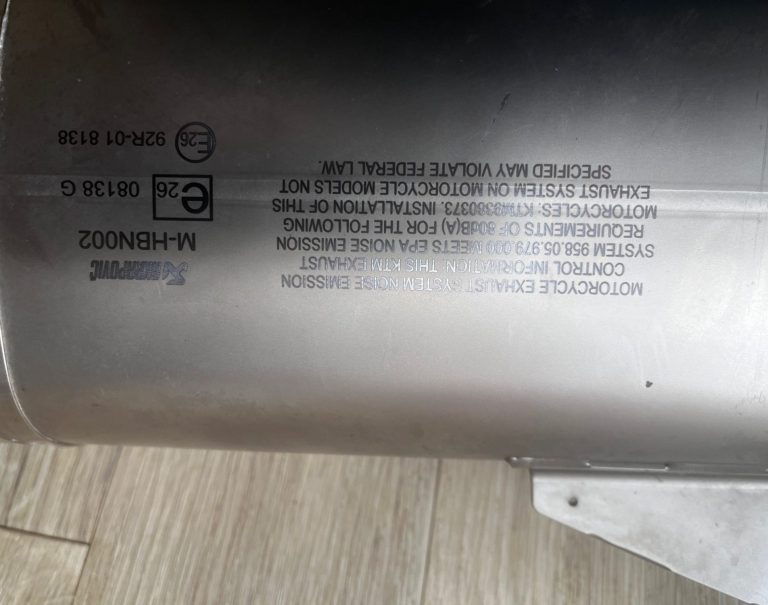 MOTORCYCLE EXHAUST SYSTEM NOISE EMISSION
CONTROL INFORMATION. THIS KTM EXHAUST
SYSTEM 958.05.979.000 MEETS EPA NOISE EMISSION
REQUIREMENTS OF 80dB(A) FOR THE FOLLOWING
MOTORCYCLES: KTM9380373. INSTALLATION OF THIS
EXHAUST SYSTEM ON MOTORCYCLE MODELS NOT
SPECIFIED MAY VIOLATE FEDERAL LAW.
AKRAPOVIČ
M-HBN002
e26 08138 G
E26 92R-01 8138